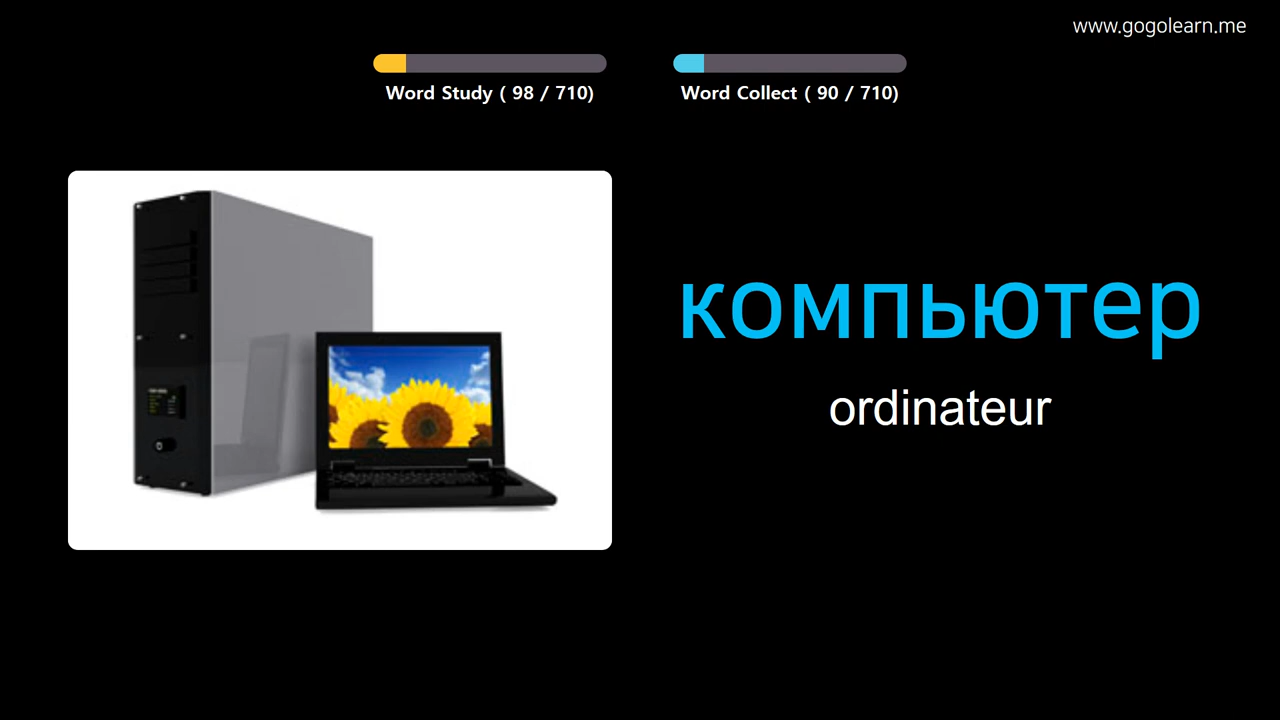 www.gogolearn.me
Word Study ( 98 / 710)
Word Collect ( 90 / 710)
компьютер
ordinateur